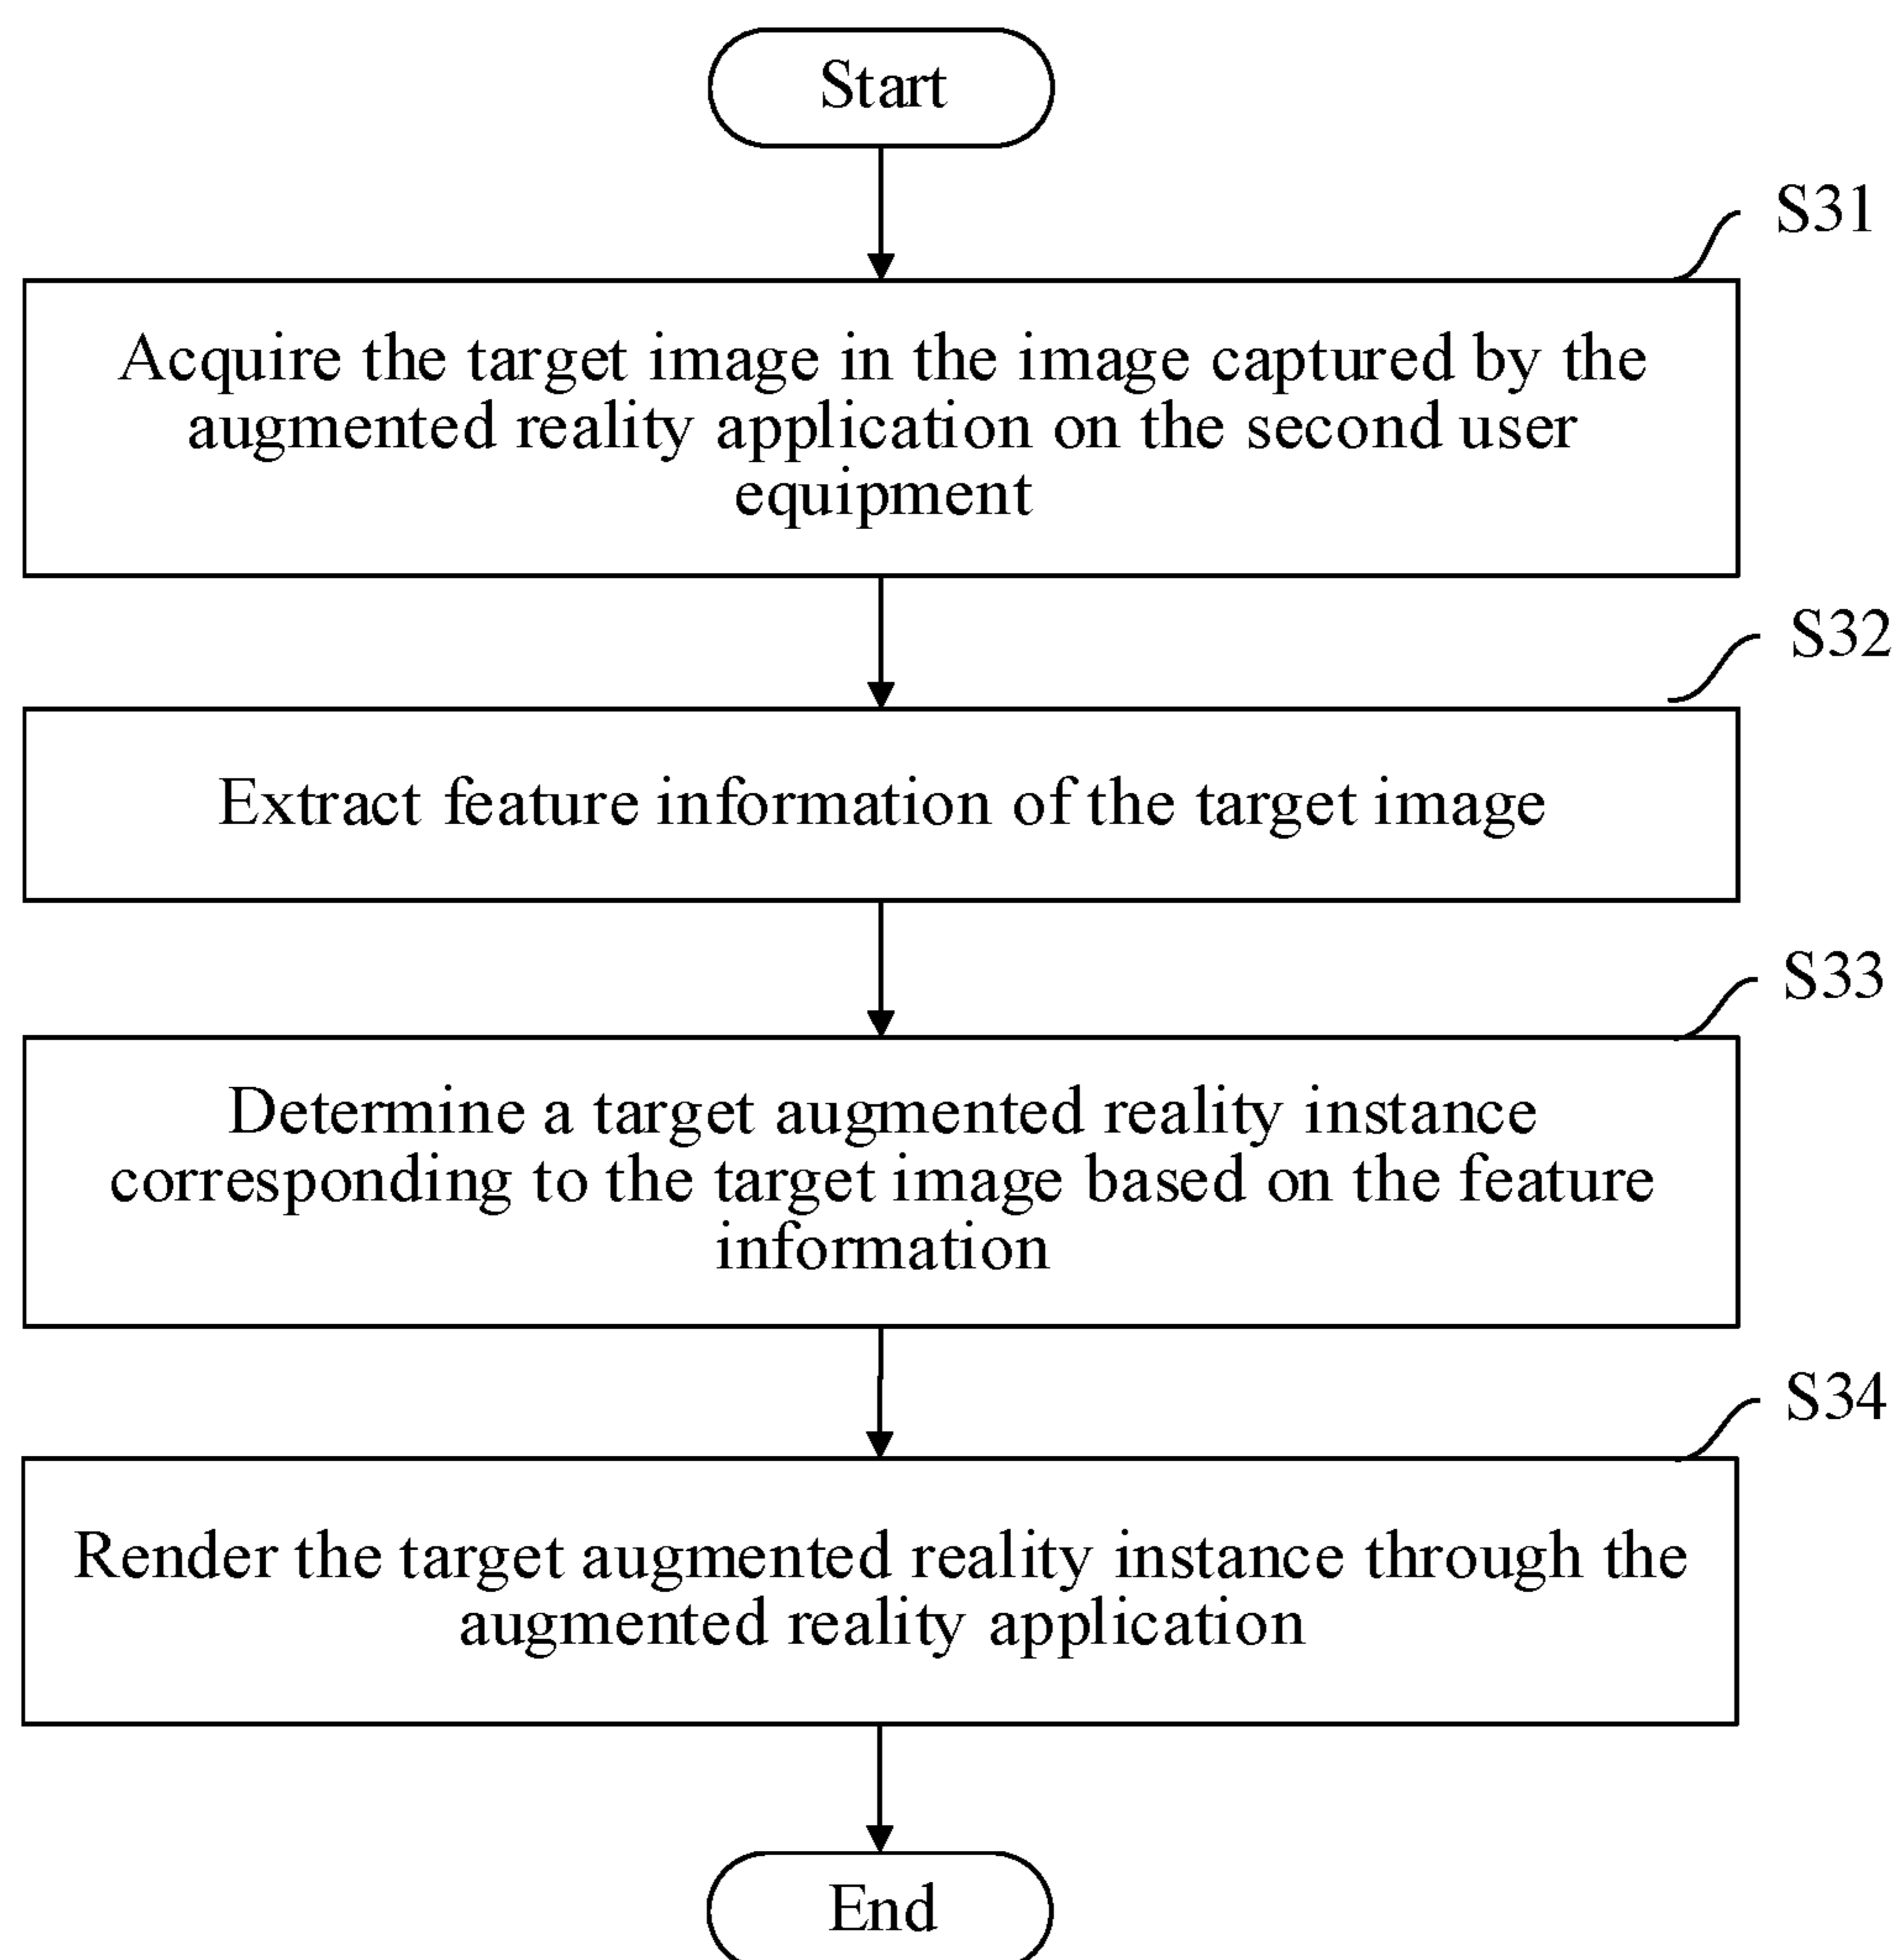 Start
S31
Acquire the target image in the image captured by the
augmented reality application on the second user
equipment
S32
Extract feature information of the target image
S33
Determine a target augmented reality instance
corresponding to the target image based on the feature
information
S34
Render the target augmented reality instance through the
augmented reality application
End